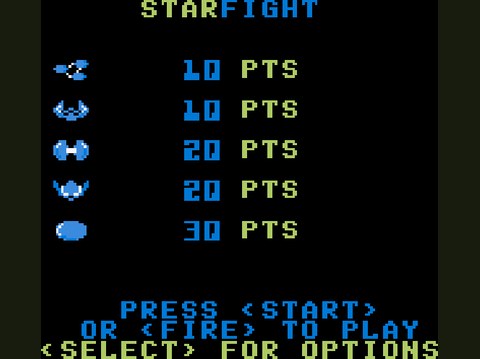 STARFIGHT
10 PTS
10 PTS
20 PTS
20 PTS
30 PTS
PRESS <START>
OR <FIRE> TO PLAY
<SELECT> FOR OPTIONS